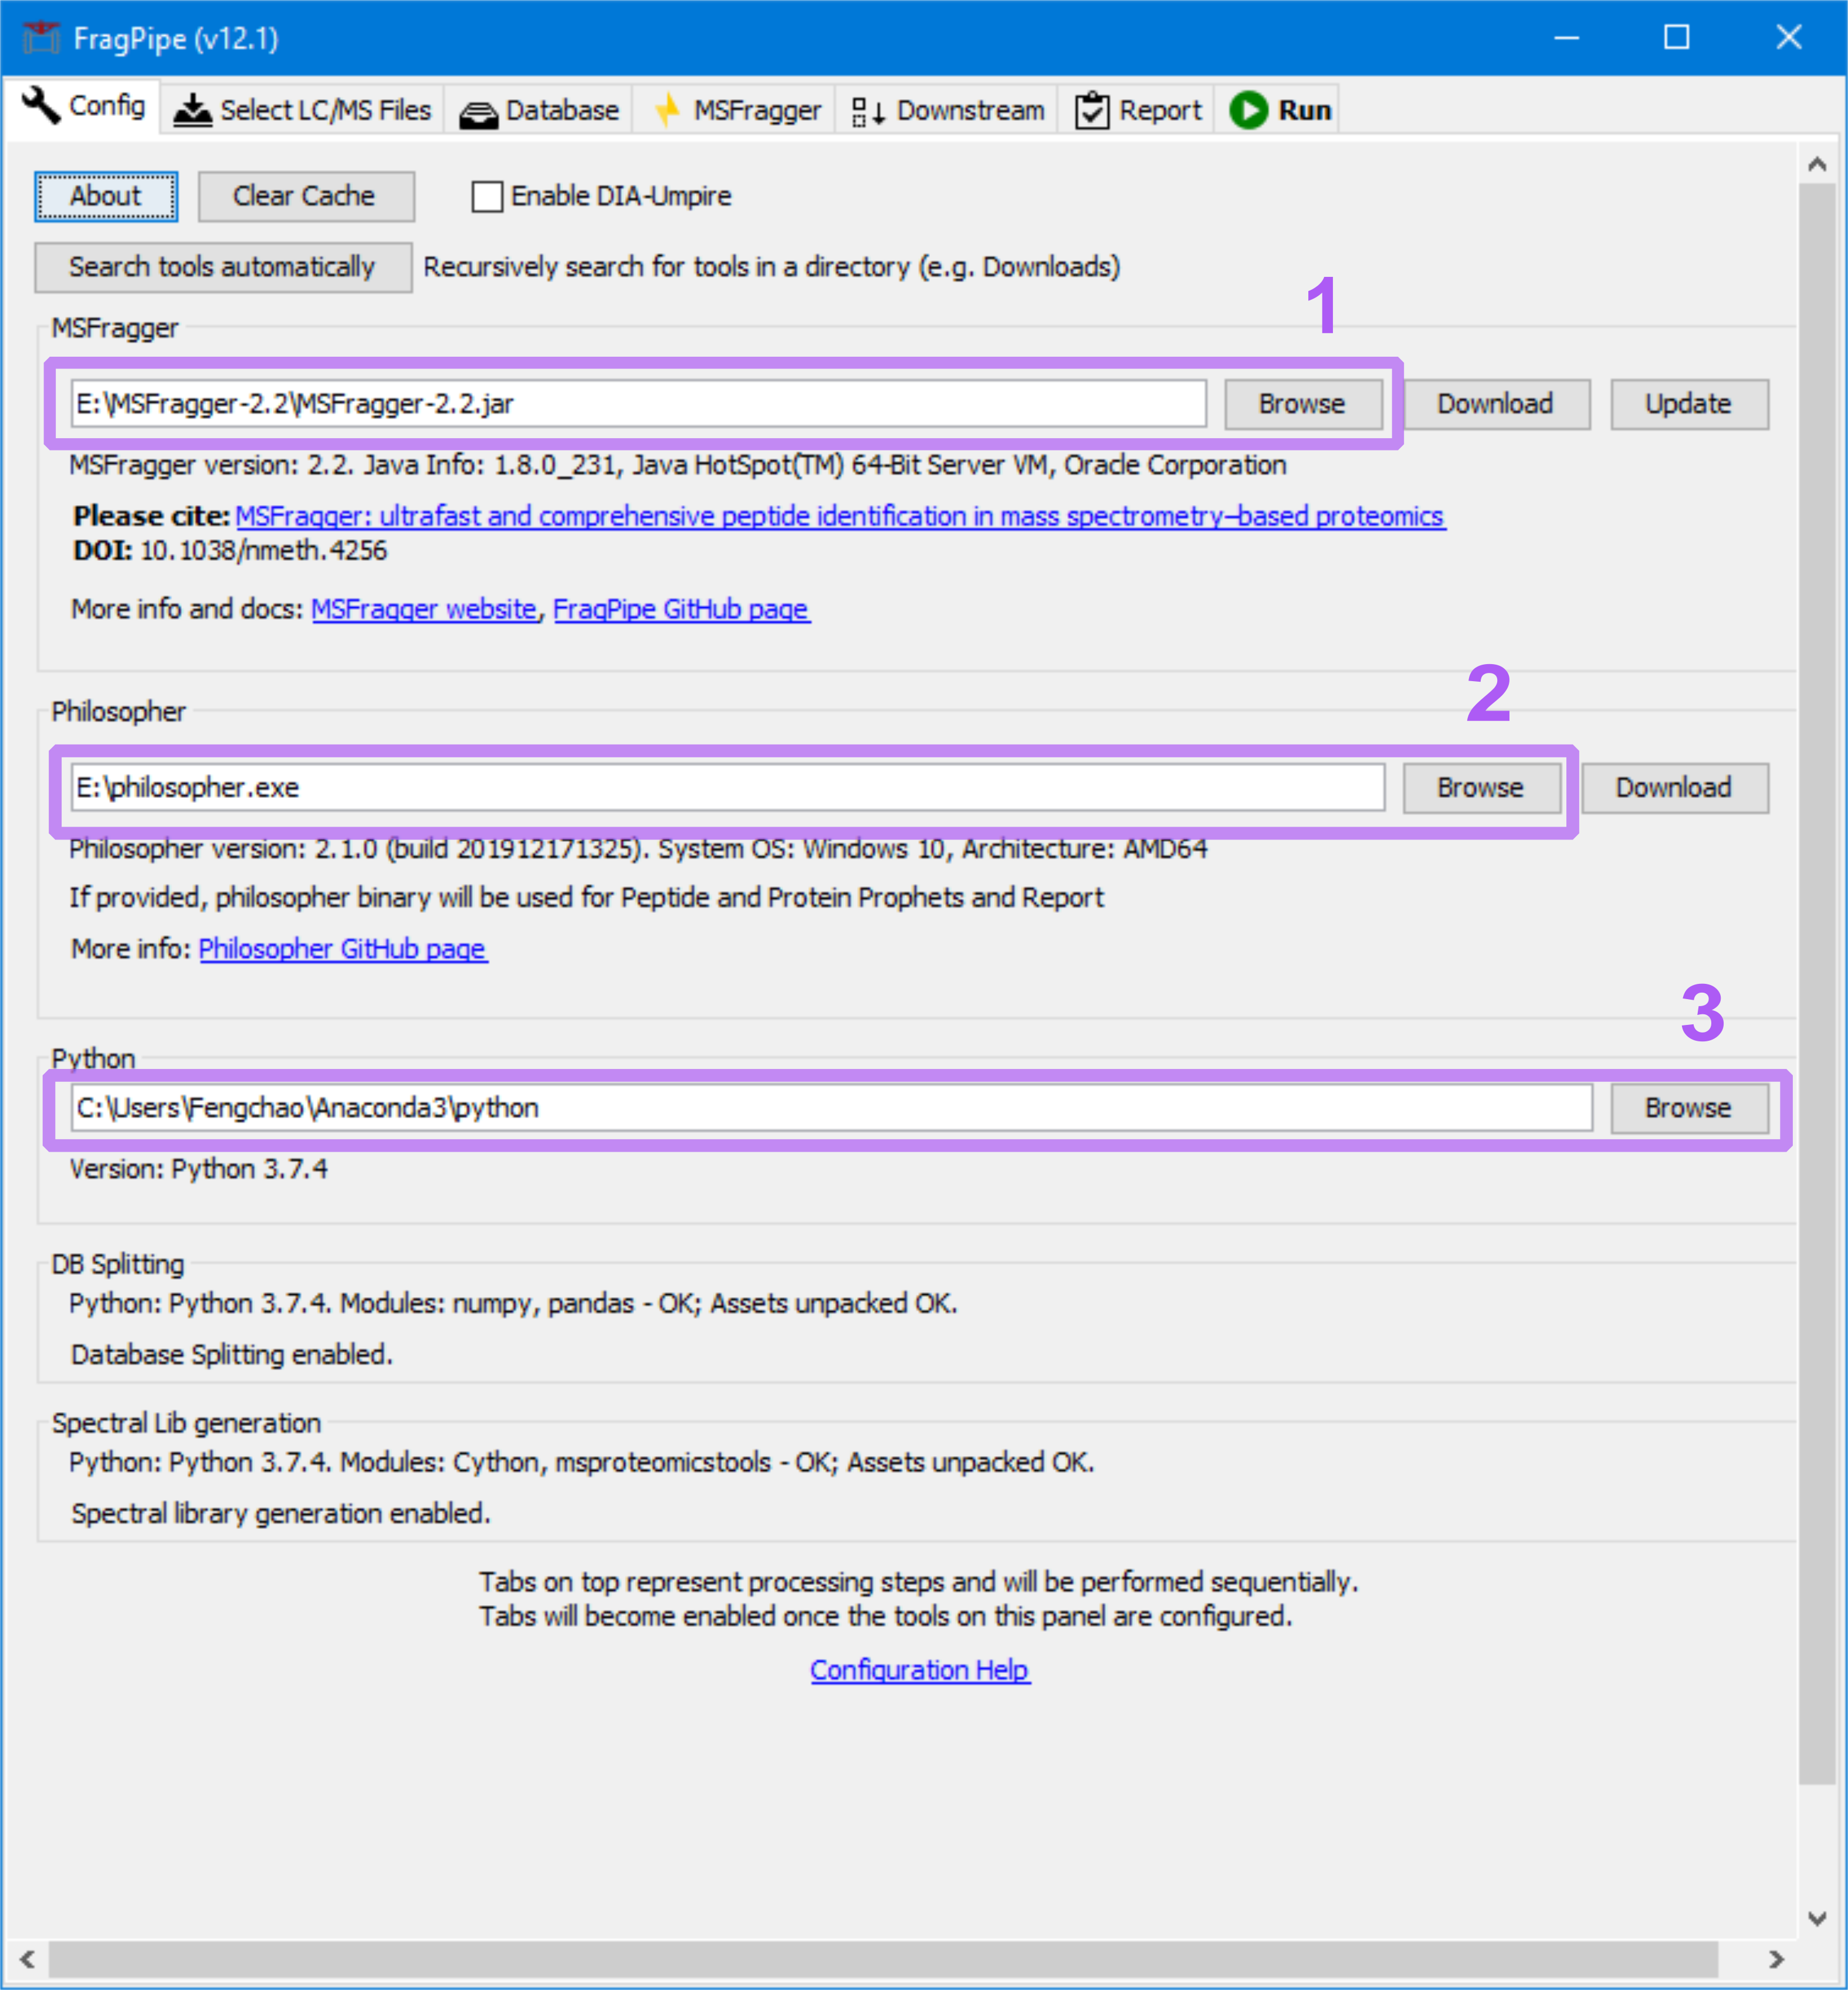 FragPipe (v12.1)
Config Select LC/MS Files Database MSFragger Downstream Report Run
About Clear Cache Enable DIA-Umpire
Search tools automatically Recursively search for tools in a directory (e.g. Downloads)
1
MSFragger
E:\MSFragger-2.2\MSFragger-2.2.jar Browse Download Update
MSFragger version: 2.2. Java Info: 1.8.0_231, Java HotSpot(TM) 64-Bit Server VM, Oracle Corporation
Please cite: MSFragger: ultrafast and comprehensive peptide identification in mass spectrometry–based proteomics
DOI: 10.1038/nmeth.4256
More info and docs: MSFragger website, FragPipe GitHub page
2
Philosopher
E:\philosopher.exe Browse Download
Philosopher version: 2.1.0 (build 201912171325). System OS: Windows 10, Architecture: AMD64
If provided, philosopher binary will be used for Peptide and Protein Prophets and Report
More info: Philosopher GitHub page
3
Python
C:\Users\Fengchao\Anaconda3\python Browse
Version: Python 3.7.4
DB Splitting
Python: Python 3.7.4. Modules: numpy, pandas - OK; Assets unpacked OK.
Database Splitting enabled.
Spectral Lib generation
Python: Python 3.7.4. Modules: Cython, msproteomicstools - OK; Assets unpacked OK.
Spectral library generation enabled.
Tabs on top represent processing steps and will be performed sequentially.
Tabs will become enabled once the tools on this panel are configured.
Configuration Help